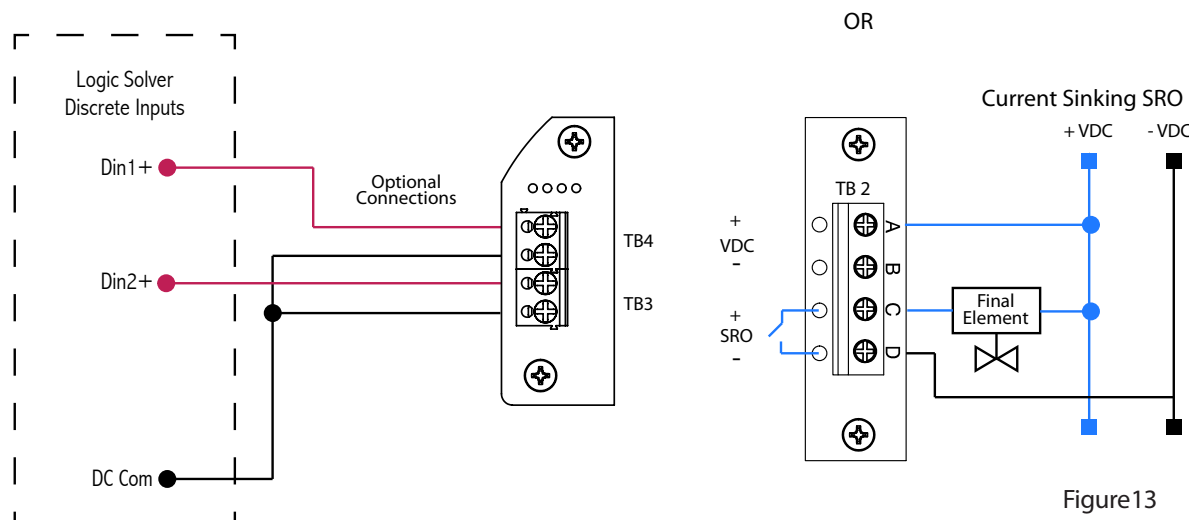 OR
Logic Solver
Discrete Inputs
Din1+
Optional
Connections
TB4
Din2+
TB3
DC Com
Current Sinking SRO
+ VDC - VDC
TB 2
+
VDC
-
+
SRO
-
A
B
C
D
Final
Element
Figure13